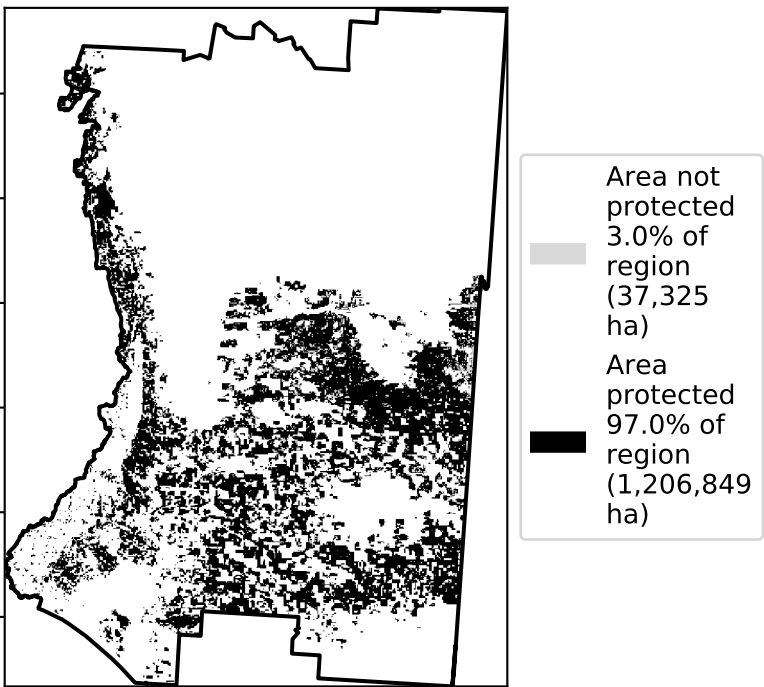 Area not
protected
3.0% of
region
(37,325
ha)
Area
protected
97.0% of
region
(1,206,849
ha)